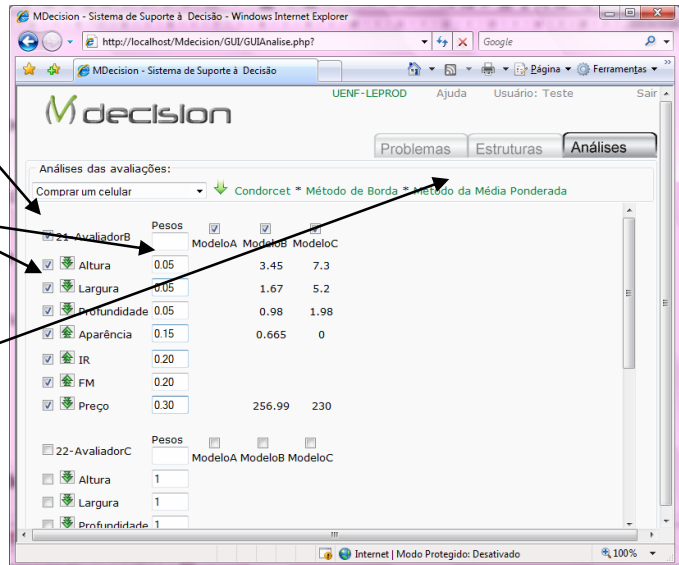 MDecision - Sistema de Suporte à Decisão - Windows Internet Explorer
http://localhost/Mdecision/GUI/GUIAnalise.php?
Google
MDecision - Sistema de Suporte à Decisão
Página
Ferramentas
UENF-LEPROD Ajuda Usuário: Teste Sair
decision
Problemas Estruturas Análises
Análises das avaliações:
Comprar um celular
Condorcet * Método de Borda * Método da Média Ponderada
Pesos
21-AvaliadorB ModeloA ModeloB ModeloC
Altura 0.05 3.45 7.3
Largura 0.05 1.67 5.2
Profundidade 0.05 0.98 1.98
Aparência 0.15 0.665 0
IR 0.20
FM 0.20
Preço 0.30 256.99 230
Pesos
22-AvaliadorC ModeloA ModeloB ModeloC
Altura 1
Largura 1
Profundidade 1
Internet | Modo Protegido: Desativado 100%